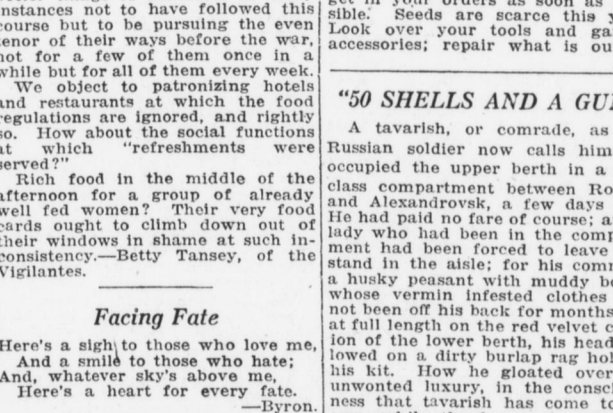 instances not to have followed this
course but to be pursuing the even
tenor of their ways before the war,
not for a few of them once in a
while but for all of them every week.
We object to patronizing hotels
and restaurants at which the food
regulations are ignored, and rightly
so. How about the social functions
at which "refreshments were
served?"
Rich food in the middle of the
afternoon for a group of already
well fed women? Their very food
cards ought to climb down out of
their windows in shame at such in-
consistency.—Betty Tansey, of the
Vigilantes.
Facing Fate
Here's a sigh to those who love me,
And a smile to those who hate;
And, whatever sky's above me,
Here's a heart for every fate.
—Byron.
get in your orders as soon as
sible. Seeds are scarce this
Look over your tools and ga
accessories; repair what is ou
"50 SHELLS AND A GU
A tavarish, or comrade, as
Russian soldier now calls him
occupied the upper berth in a
class compartment between Ro
and Alexandrovsk, a few days
He had paid no fare of course; a
lady who had been in the comp
ment had been forced to leave
stand in the aisle; for his com
a husky peasant with muddy b
whose vermin infested clothes
not been off his back for months
at full length on the red velvet c
ion of the lower berth, his head
lowed on a dirty burlap rag ho
his kit. How he gloated over
unwonted luxury, in the consc
ness that tavarish has come to